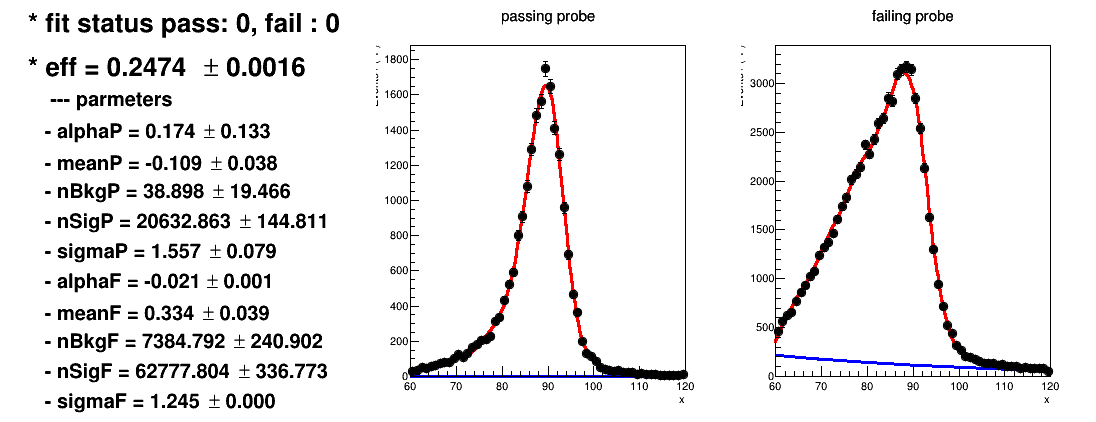 * fit status pass: 0, fail : 0
* eff = 0.2474 ± 0.0016
--- parmeters
- alphaP = 0.174 ± 0.133
- meanP = -0.109 ± 0.038
- nBkgP = 38.898 ± 19.466
- nSigP = 20632.863 ± 144.811
- sigmaP = 1.557 ± 0.079
- alphaF = -0.021 ± 0.001
- meanF = 0.334 ± 0.039
- nBkgF = 7384.792 ± 240.902
- nSigF = 62777.804 ± 336.773
- sigmaF = 1.245 ± 0.000
passing probe
1800
1600
1400
1200
1000
800
600
400
200
0
60 70 80 90 100 110 120
x
failing probe
3000
2500
2000
1500
1000
500
0
60 70 80 90 100 110 120
x